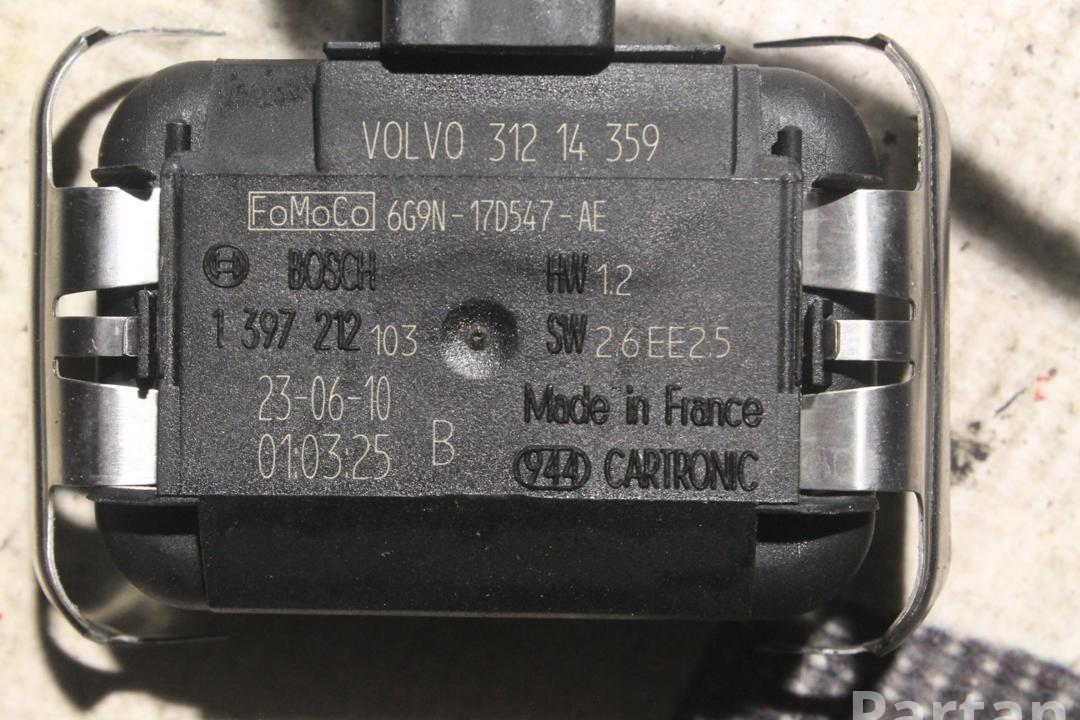 VOLVO 312 14 359
FoMoCo 6G9N-17D547-AE
BOSCH HW 1.2
1 397 212 103 SW 2.6EE2.5
23-06-10
Made in France
01:03:25 B
944 CARTRONIC
Partan